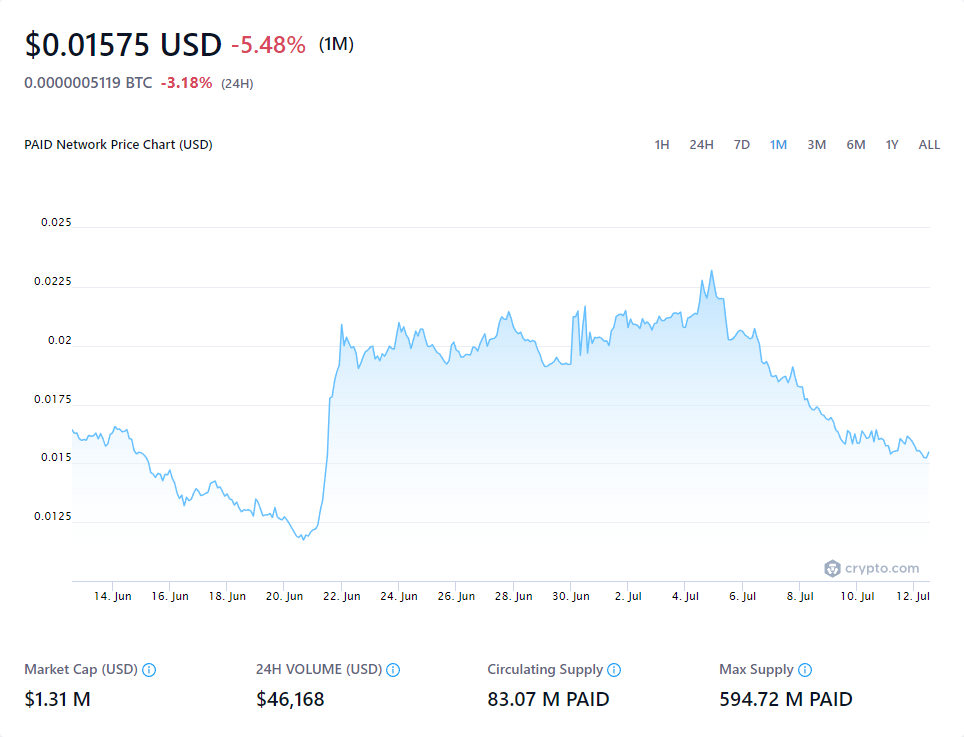 $0.01575 USD -5.48% (1M)
0.0000005119 BTC -3.18% (24H)
PAID Network Price Chart (USD) 1H 24H 7D 1M 3M 6M 1Y ALL
0.025
0.0225
0.02
0.0175
0.015
0.0125
crypto.com
14. Jun 16. Jun 18. Jun 20. Jun 22. Jun 24. Jun 26. Jun 28. Jun 30. Jun 2. Jul 4. Jul 6. Jul 8. Jul 10. Jul 12. Jul
Market Cap (USD) 24H VOLUME (USD) Circulating Supply Max Supply
$1.31 M $46,168 83.07 M PAID 594.72 M PAID